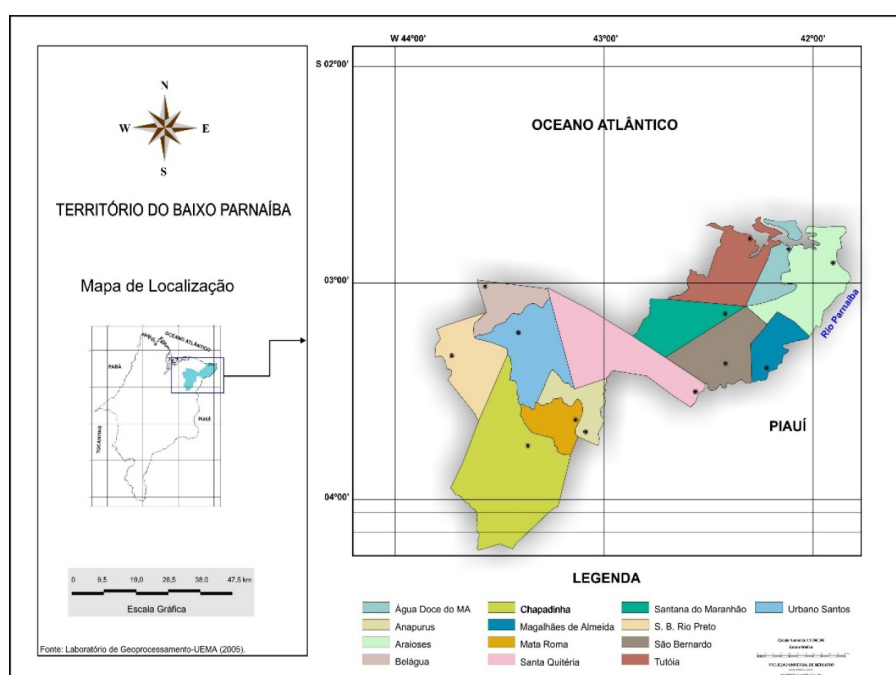 N
W E
S
TERRITÓRIO DO BAIXO PARNAÍBA
Mapa de Localização
OCEANO ATLÂNTICO
PARÁ
PIAUÍ
TOCANTINS
0 9,5 19,0 28,5 38,0 47,5 km
Escala Gráfica
Fonte: Laboratório de Geoprocessamento-UEMA (2005).
W 44°00' 43°00' 42°00'
S 02°00'
OCEANO ATLÂNTICO
03°00'
Rio Parnaíba
PIAUÍ
04°00'
LEGENDA
Água Doce do MA
Anapurus
Araioses
Belágua
Chapadinha
Magalhães de Almeida
Mata Roma
Santa Quitéria
Santana do Maranhão
S. B. Rio Preto
São Bernardo
Tutóia
Urbano Santos
Escala Gráfica